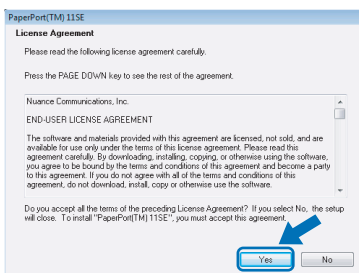 PaperPort(TM) 11SE
License Agreement
Please read the following license agreement carefully.
Press the PAGE DOWN key to see the rest of the agreement.
Nuance Communications, Inc.
END-USER LICENSE AGREEMENT
The software and materials provided with this agreement are licensed, not sold, and are
available for use only under the terms of this license agreement. Please read this
agreement carefully. By downloading, installing, copying, or otherwise using the software,
you agree to be bound by the terms and conditions of this agreement and become a party
to this agreement. If you do not agree with all of the terms and conditions of this
agreement, do not download, install, copy or otherwise use the software.
Do you accept all the terms of the preceding License Agreement? If you select No, the setup
will close. To install "PaperPort(TM) 11SE", you must accept this agreement.
Yes
No